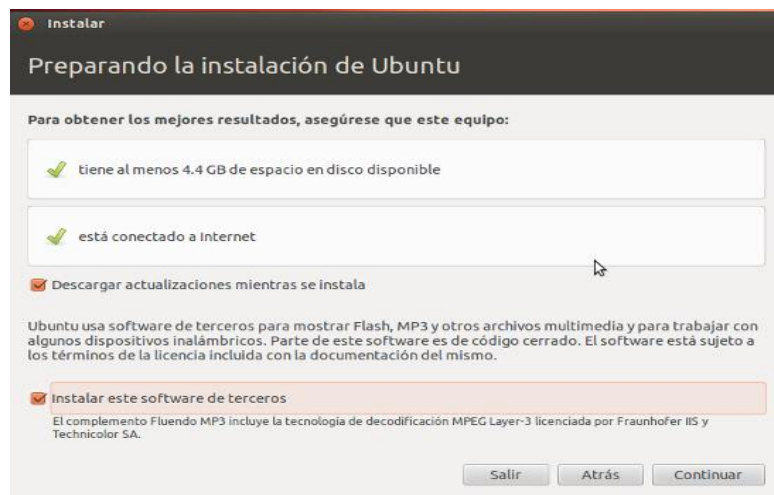 Instalar
Preparando la instalación de Ubuntu
Para obtener los mejores resultados, asegúrese que este equipo:
tiene al menos 4.4 GB de espacio en disco disponible
está conectado a Internet
Descargar actualizaciones mientras se instala
Ubuntu usa software de terceros para mostrar Flash, MP3 y otros archivos multimedia y para trabajar con
algunos dispositivos inalámbricos. Parte de este software es de código cerrado. El software está sujeto a
los términos de la licencia incluida con la documentación del mismo.
Instalar este software de terceros
El complemento Fluendo MP3 incluye la tecnología de decodificación MPEG Layer-3 licenciada por Fraunhofer IIS y
Technicolor SA.
Salir Atrás Continuar